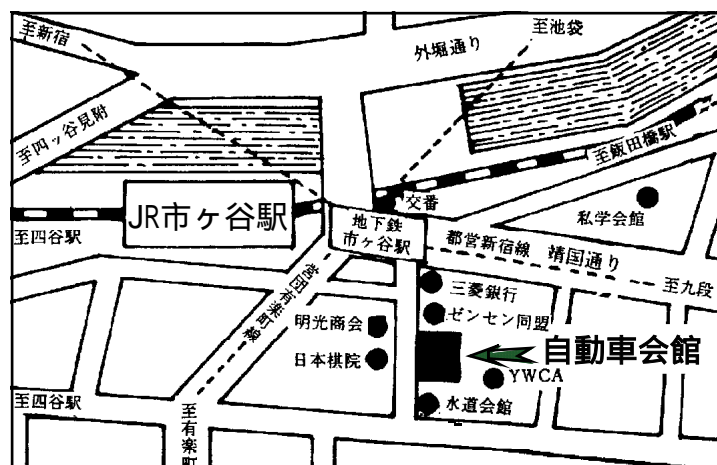 至新宿
外堀通り
至池袋
至四ッ谷見附
至飯田橋駅
交番
私学会館
JR市ヶ谷駅
地下鉄
市ヶ谷駅
至四谷駅
都営新宿線
靖国通り
至九段
営団有楽町線
三菱銀行
ゼンセン同盟
明光商会
日本棋院
自動車会館
YWCA
水道会館
至四谷駅
至有楽町